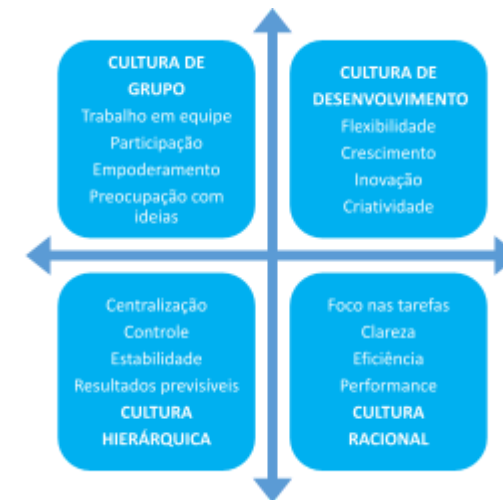 CULTURA DE
GRUPO
Trabalho em equipe
Participação
Empoderamento
Preocupação com
ideias
CULTURA DE
DESENVOLVIMENTO
Flexibilidade
Crescimento
Inovação
Criatividade
Centralização
Controle
Estabilidade
Resultados previsíveis
CULTURA
HIERÁRQUICA
Foco nas tarefas
Clareza
Eficiência
Performance
CULTURA
RACIONAL